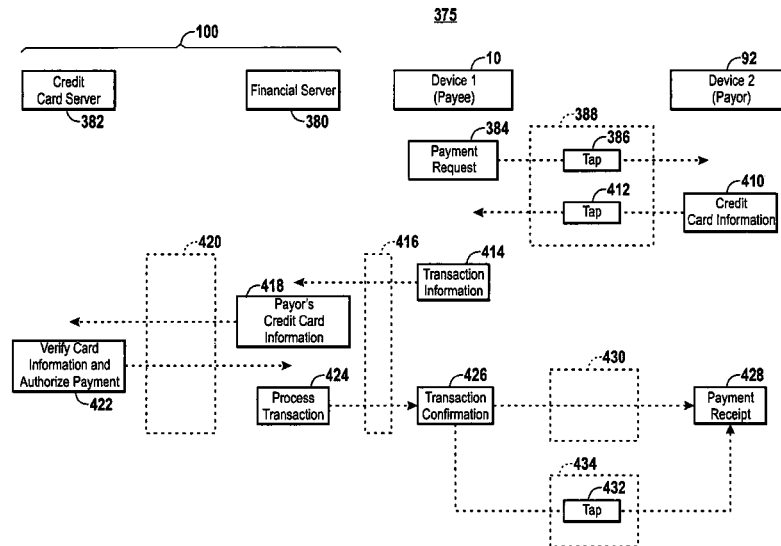 375
100
10
92
Credit
Card Server
382
Financial Server
380
Device 1
(Payee)
Device 2
(Payor)
384
388
386
Payment
Request
Tap
412
410
Tap
Credit
Card Information
420
416
414
Transaction
Information
418
Payor's
Credit Card
Information
Verify Card
Information and
Authorize Payment
422
424
Process
Transaction
426
Transaction
Confirmation
430
428
Payment
Receipt
434
432
Tap